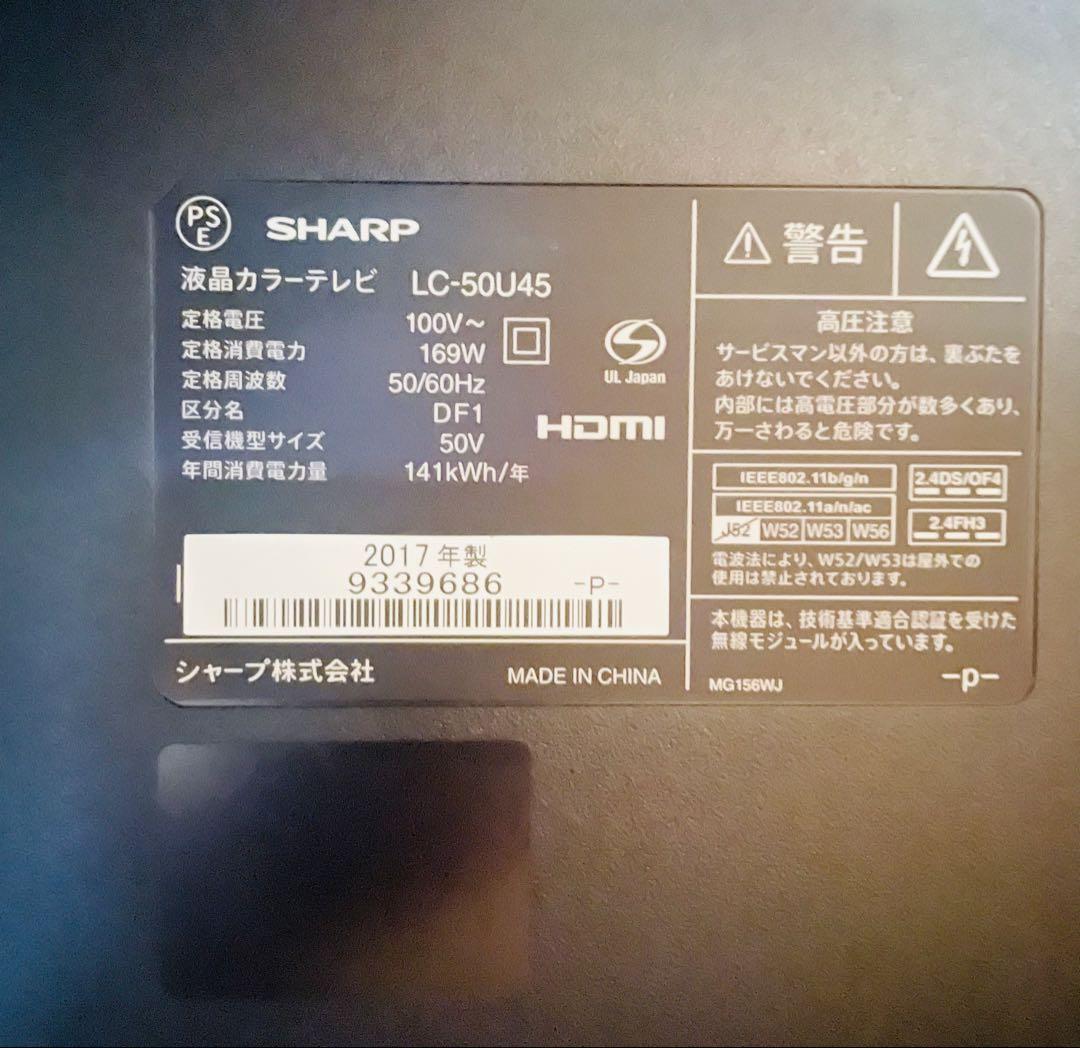 PS
E
SHARP
液晶カラーテレビ LC-50U45
定格電圧 100V～
定格消費電力 169W
定格周波数 50/60Hz
区分名 DF1
受信機型サイズ 50V
年間消費電力量 141kWh/年
UL Japan
HDMI
2017年製
9339686 -P-
シャープ株式会社 MADE IN CHINA
警告
高圧注意
サービスマン以外の方は、裏ぶたを
あけないでください。
内部には高電圧部分が数多くあり、
万一さわると危険です。
IEEE802.11b/g/n
IEEE802.11a/n/ac
J52 W52 W53 W56
2.4DS/OF4
2.4FH3
電波法により、W52/W53は屋外での
使用は禁止されております。
本機器は、技術基準適合認証を受けた
無線モジュールが入っています。
MG156WJ -P-